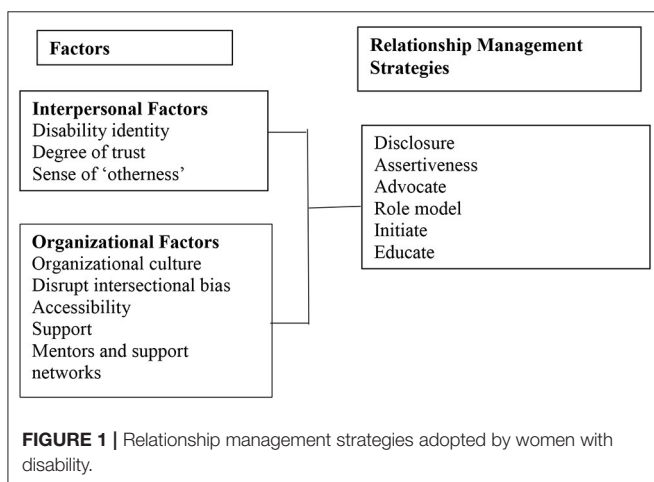 Factors
Relationship Management
Strategies
Interpersonal Factors
Disability identity
Degree of trust
Sense of ‘otherness’
Organizational Factors
Organizational culture
Disrupt intersectional bias
Accessibility
Support
Mentors and support
networks
Disclosure
Assertiveness
Advocate
Role model
Initiate
Educate
FIGURE 1 | Relationship management strategies adopted by women with
disability.